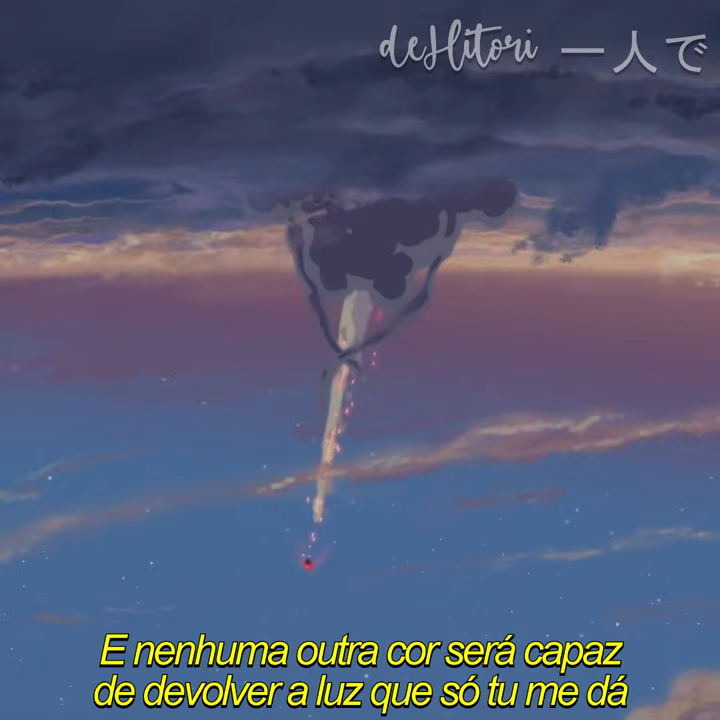 deHitori 一人で
E nenhuma outra cor será capaz
de devolver a luz que só tu me dá